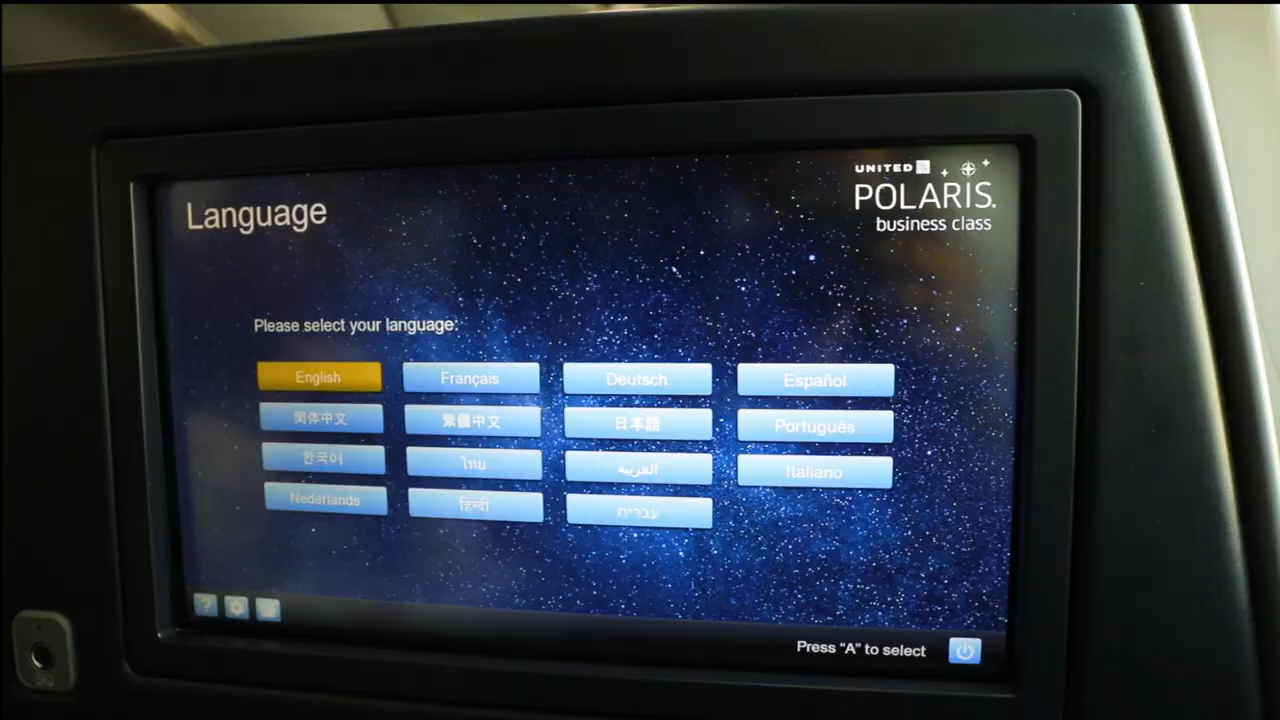 Language
UNITED
POLARIS.
business class
Please select your language:
English
Français
Deutsch
Español
简体中文
繁體中文
日本語
Português
한국어
ไทย
العربية
Italiano
Nederlands
हिन्दी
עברית
?
Press “A” to select